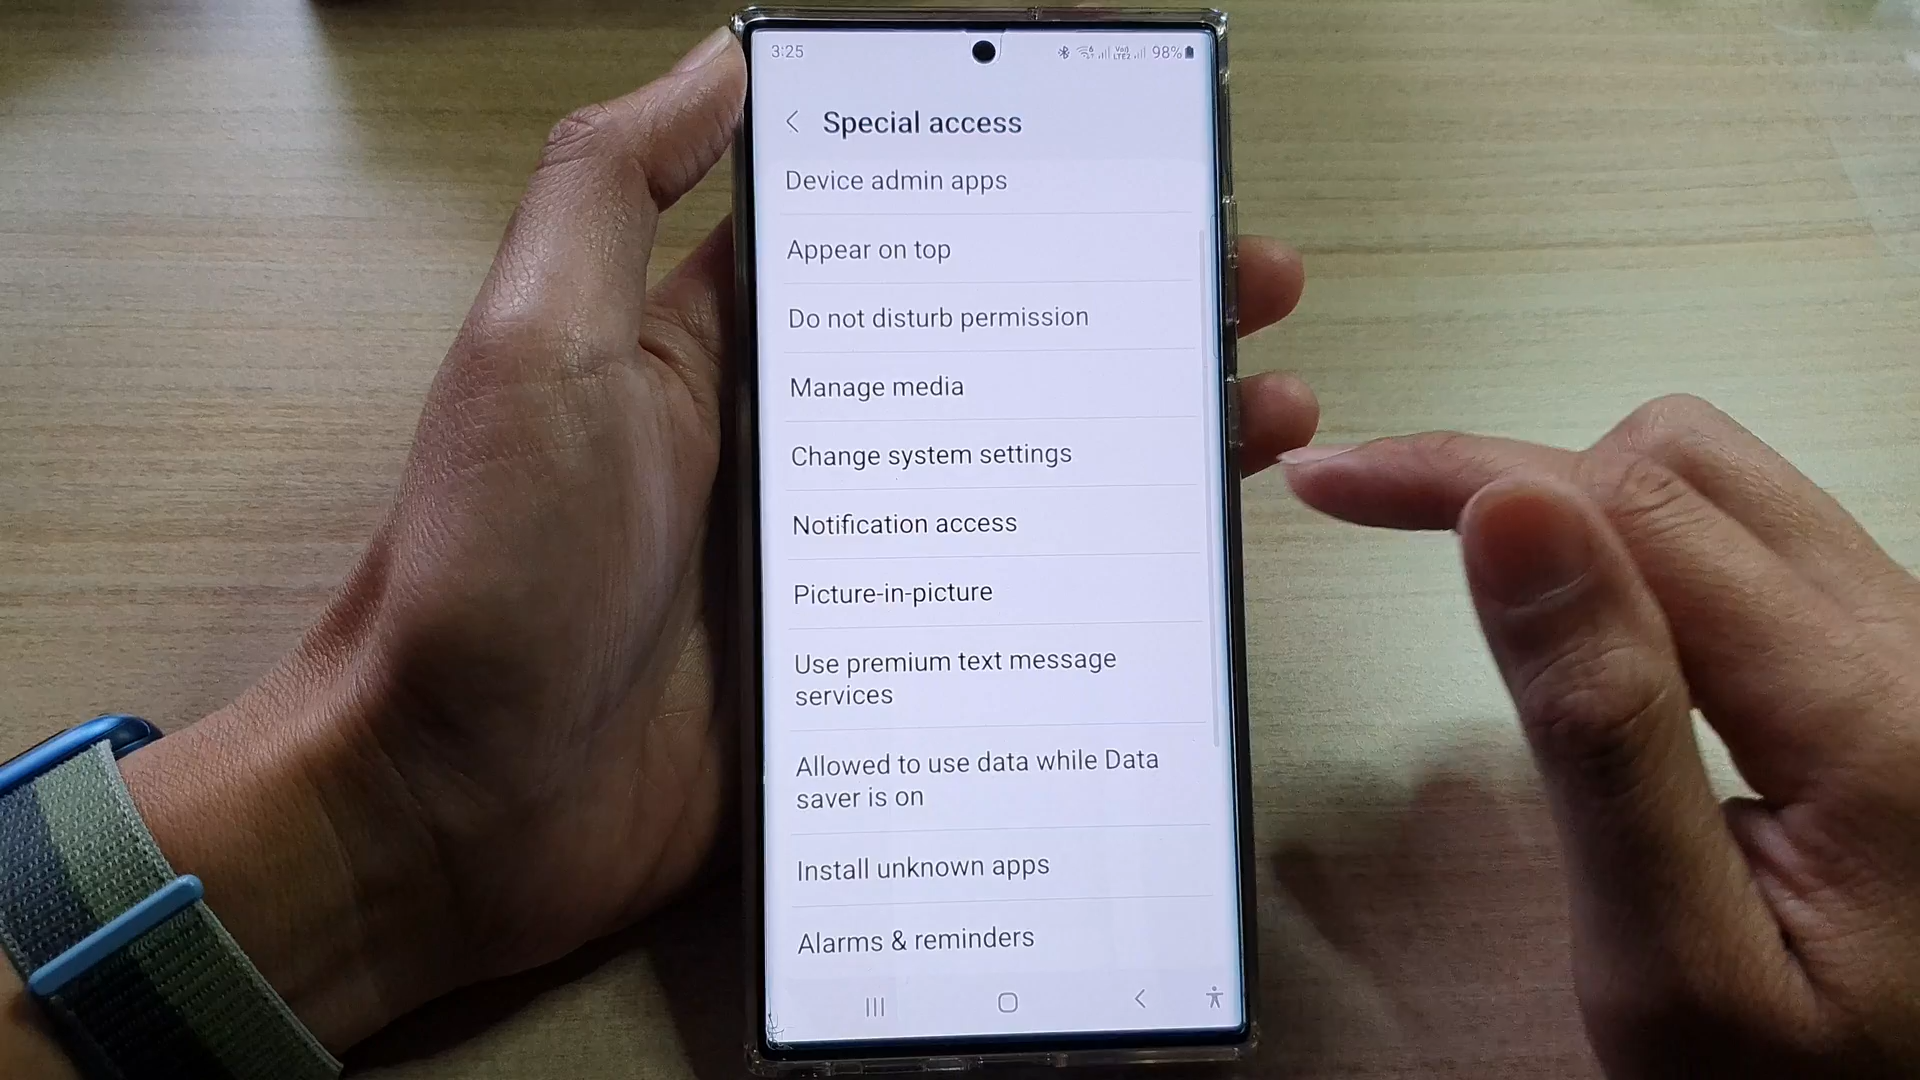 3:25
98%
Special access
Device admin apps
Appear on top
Do not disturb permission
Manage media
Change system settings
Notification access
Picture-in-picture
Use premium text message
services
Allowed to use data while Data
saver is on
Install unknown apps
Alarms & reminders